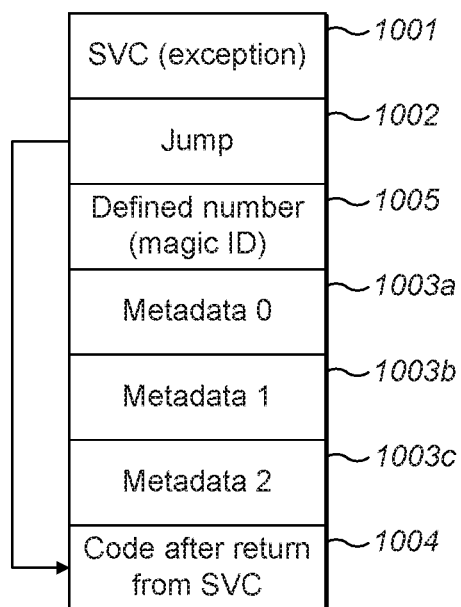 SVC (exception)
1001
Jump
1002
Defined number
(magic ID)
1005
Metadata 0
1003a
Metadata 1
1003b
Metadata 2
1003c
Code after return
from SVC
1004